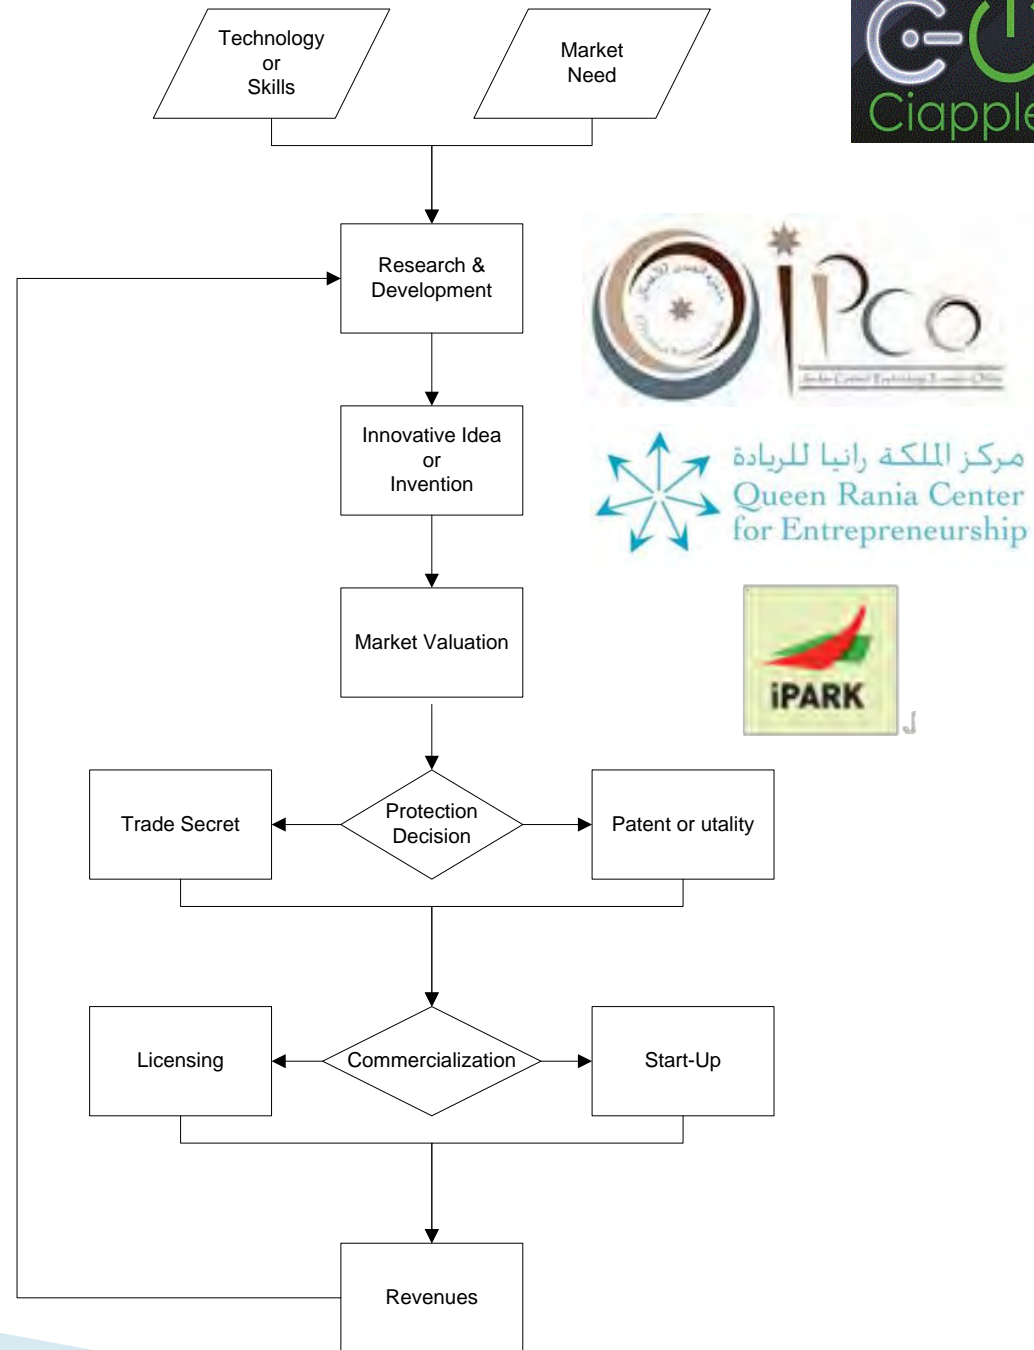 Technology
or
Skills
Market
Need
Ciapple
Research &
Development
iPCO
Innovative Idea
or
Invention
مركز الملكة رانيا للريادة
Queen Rania Center
for Entrepreneurship
Market Valuation
iPARK
Trade Secret
Protection
Decision
Patent or utality
Licensing
Commercialization
Start-Up
Revenues